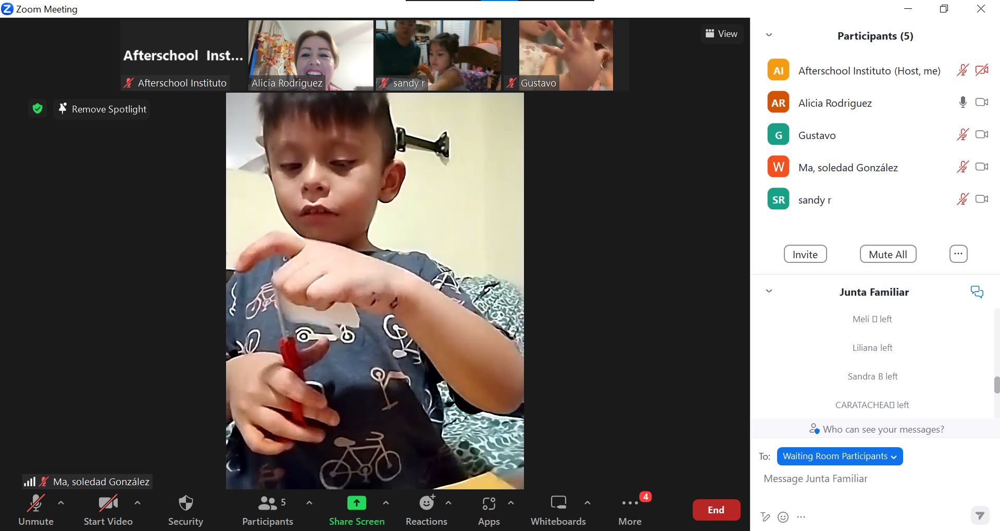 Zoom Meeting
Afterschool Inst...
Afterschool Instituto
Alicia Rodriguez
sandy r
Gustavo
View
Remove Spotlight
Ma, soledad González
Unmute
Start Video
Security
5
Participants
Share Screen
Reactions
Apps
Whiteboards
4
More
End
Participants (5)
AI
Afterschool Instituto (Host, me)
AR
Alicia Rodriguez
G
Gustavo
W
Ma, soledad González
SR
sandy r
Invite
Mute All
...
Junta Familiar
Meli ▯ left
Liliana left
Sandra B left
CARATACHEA▯ left
Who can see your messages?
To: Waiting Room Participants
Message Junta Familiar